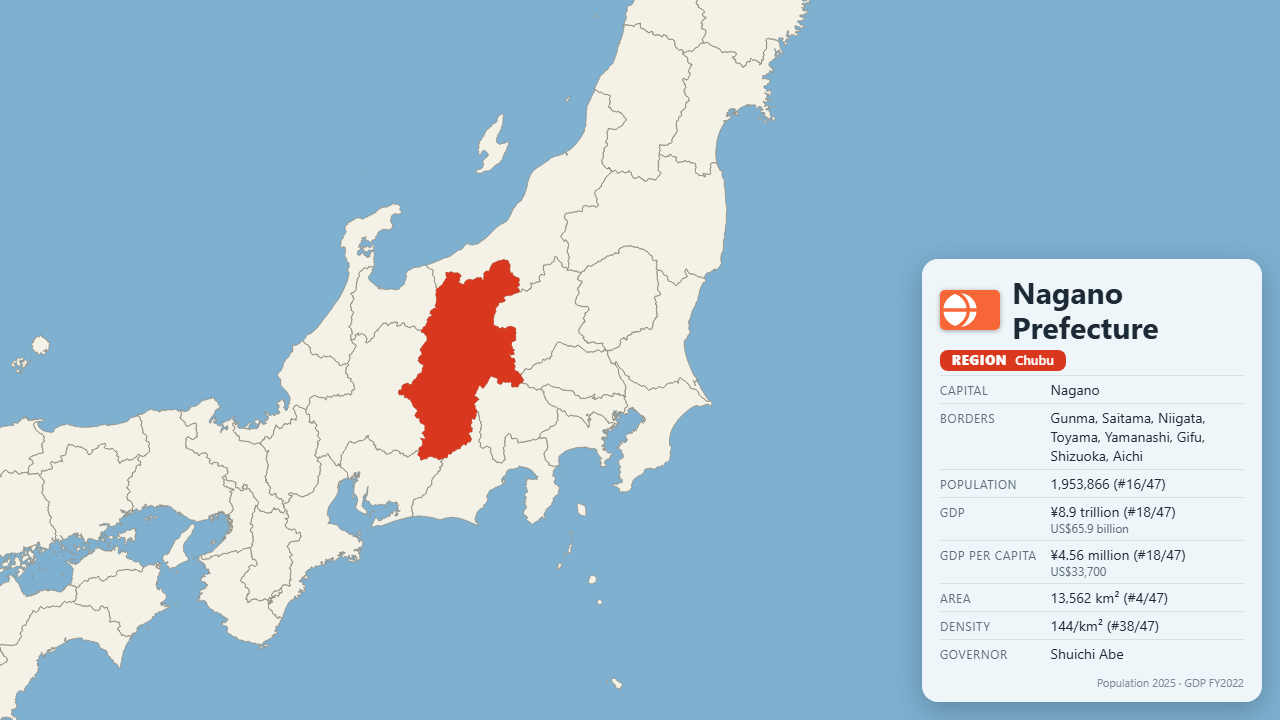 Nagano
Prefecture
REGION Chubu
CAPITAL Nagano
BORDERS Gunma, Saitama, Niigata,
Toyama, Yamanashi, Gifu,
Shizuoka, Aichi
POPULATION 1,953,866 (#16/47)
GDP ¥8.9 trillion (#18/47)
US$65.9 billion
GDP PER CAPITA ¥4.56 million (#18/47)
US$33,700
AREA 13,562 km² (#4/47)
DENSITY 144/km² (#38/47)
GOVERNOR Shuichi Abe
Population 2025 · GDP FY2022